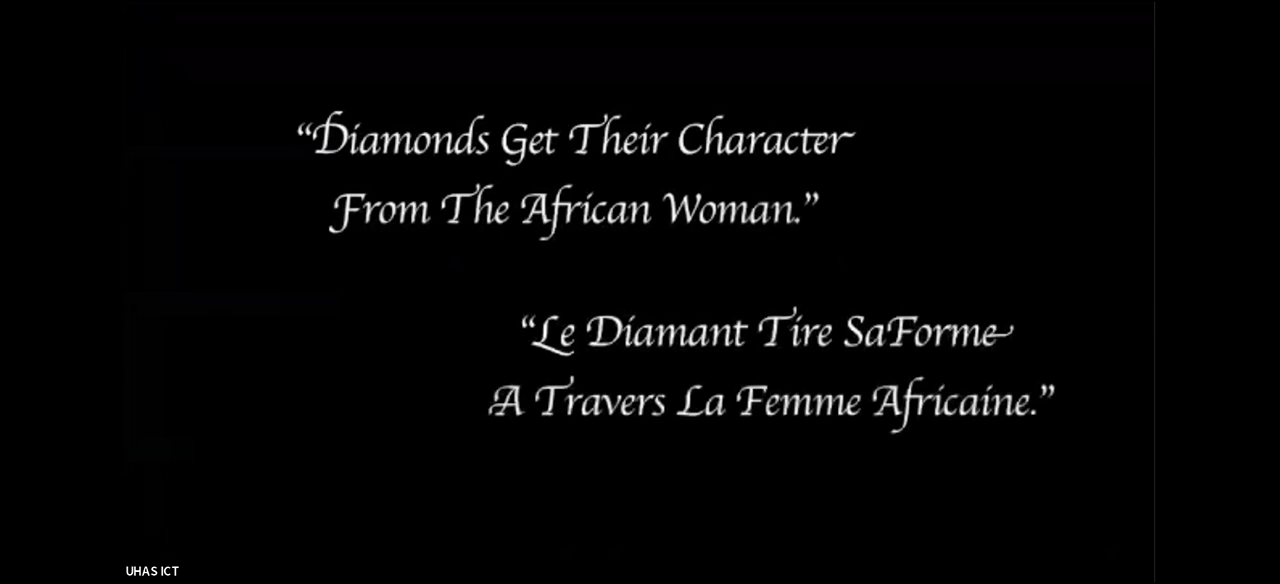 “Diamonds Get Their Character
From The African Woman.”
“Le Diamant Tire SaForme
A Travers La Femme Africaine.”
UHAS ICT